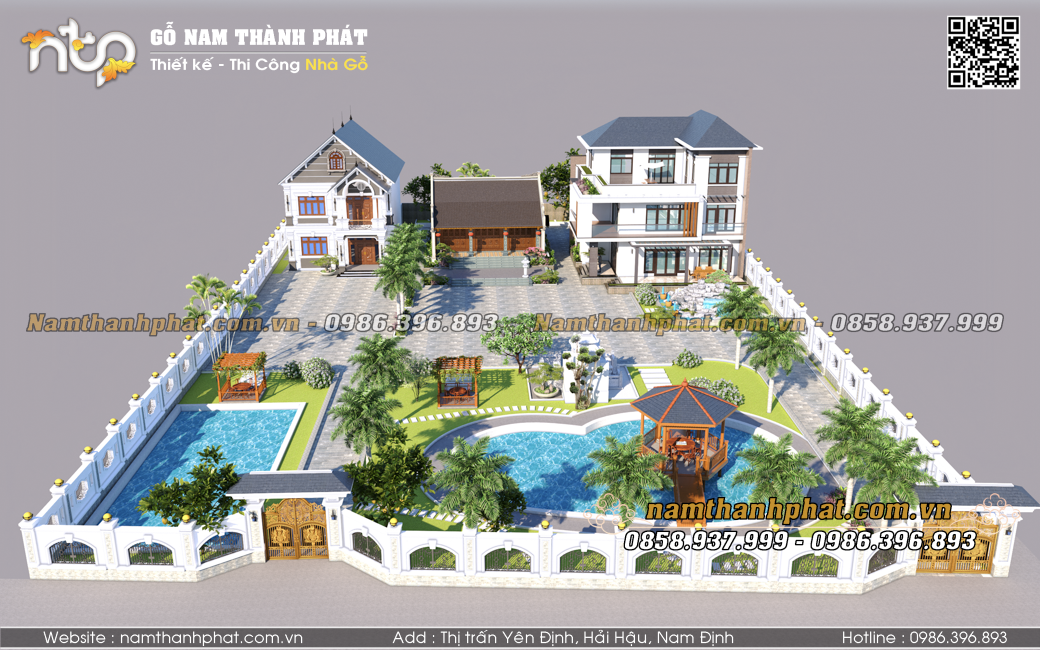 ntp
GỖ NAM THÀNH PHÁT
Thiết kế - Thi Công Nhà Gỗ
Namthanhphat.com.vn - 0986.396.893
Namthanhphat.com.vn - 0858.937.999
namthanhphat.com.vn
0858.937.999 - 0986.396.893
Website : namthanhphat.com.vn
Add : Thị trấn Yên Định, Hải Hậu, Nam Định
Hotline : 0986.396.893